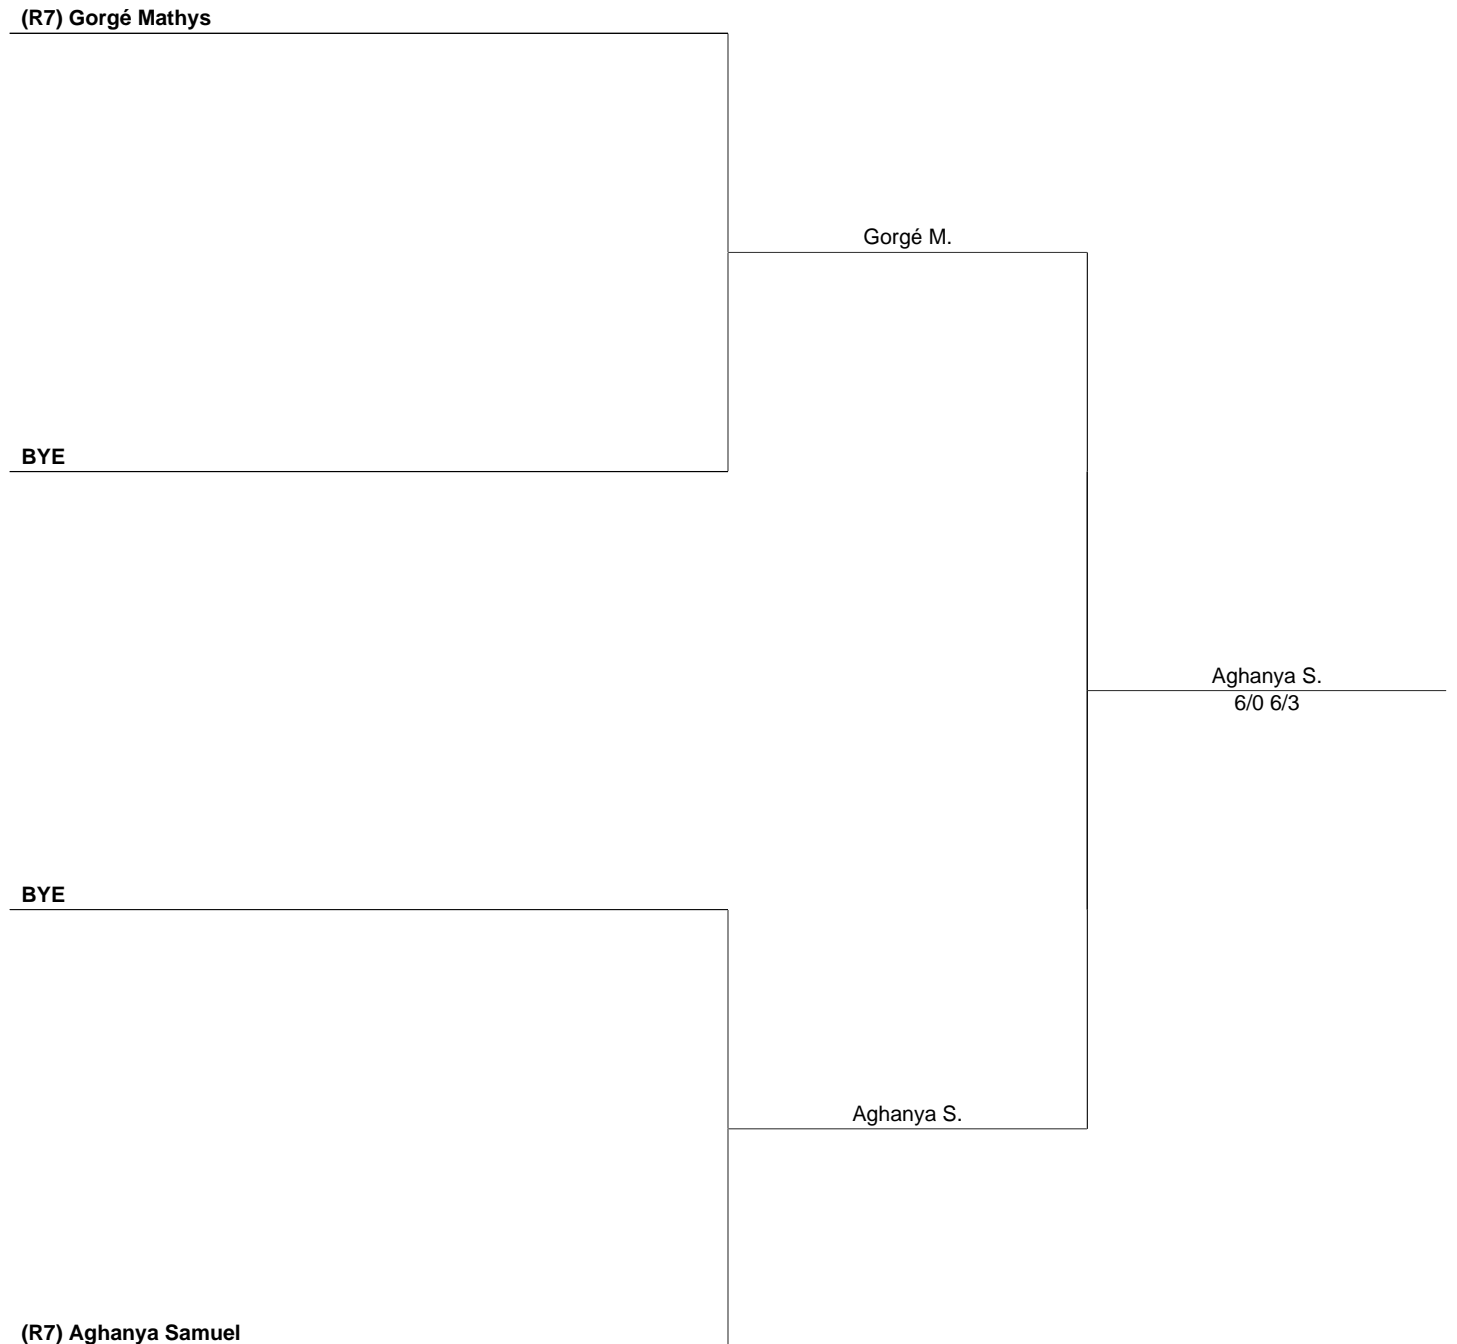 (R7) Gorgé Mathys
Gorgé M.
BYE
Aghanya S.
6/0 6/3
BYE
Aghanya S.
(R7) Aghanya Samuel